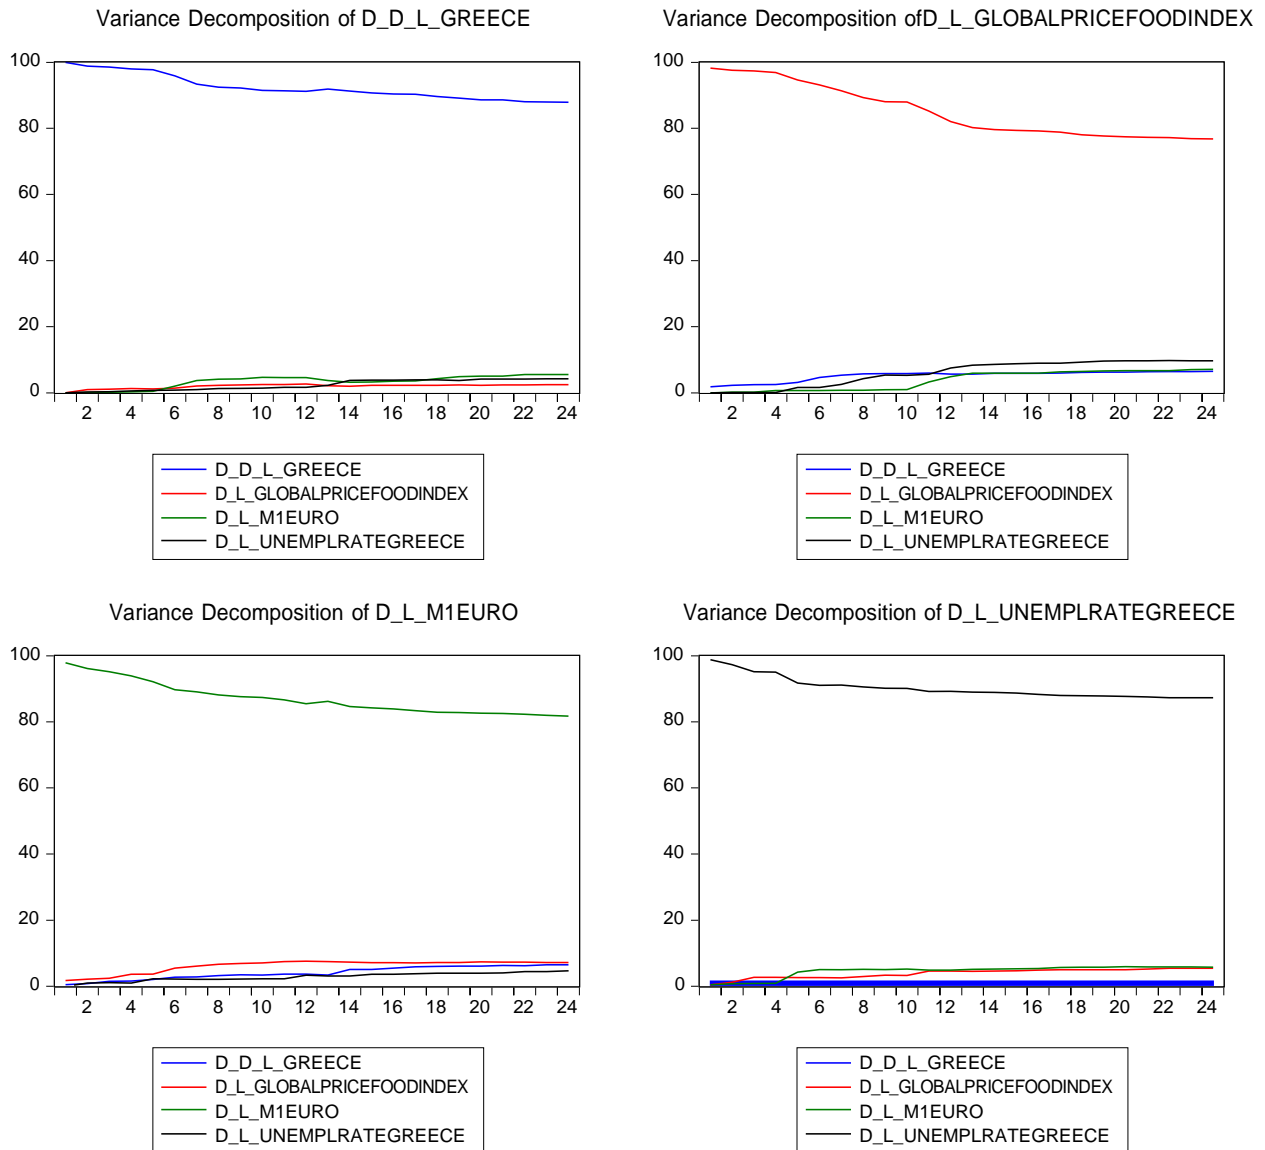 Variance Decomposition of D_D_L_GREECE
100
80
60
40
20
0
2 4 6 8 10 12 14 16 18 20 22 24
D_D_L_GREECE
D_L_GLOBALPRICEFOODINDEX
D_L_M1EURO
D_L_UNEMPLRATEGREECE
Variance Decomposition ofD_L_GLOBALPRICEFOODINDEX
100
80
60
40
20
0
2 4 6 8 10 12 14 16 18 20 22 24
D_D_L_GREECE
D_L_GLOBALPRICEFOODINDEX
D_L_M1EURO
D_L_UNEMPLRATEGREECE
Variance Decomposition of D_L_M1EURO
100
80
60
40
20
0
2 4 6 8 10 12 14 16 18 20 22 24
D_D_L_GREECE
D_L_GLOBALPRICEFOODINDEX
D_L_M1EURO
D_L_UNEMPLRATEGREECE
Variance Decomposition of D_L_UNEMPLRATEGREECE
100
80
60
40
20
0
2 4 6 8 10 12 14 16 18 20 22 24
D_D_L_GREECE
D_L_GLOBALPRICEFOODINDEX
D_L_M1EURO
D_L_UNEMPLRATEGREECE